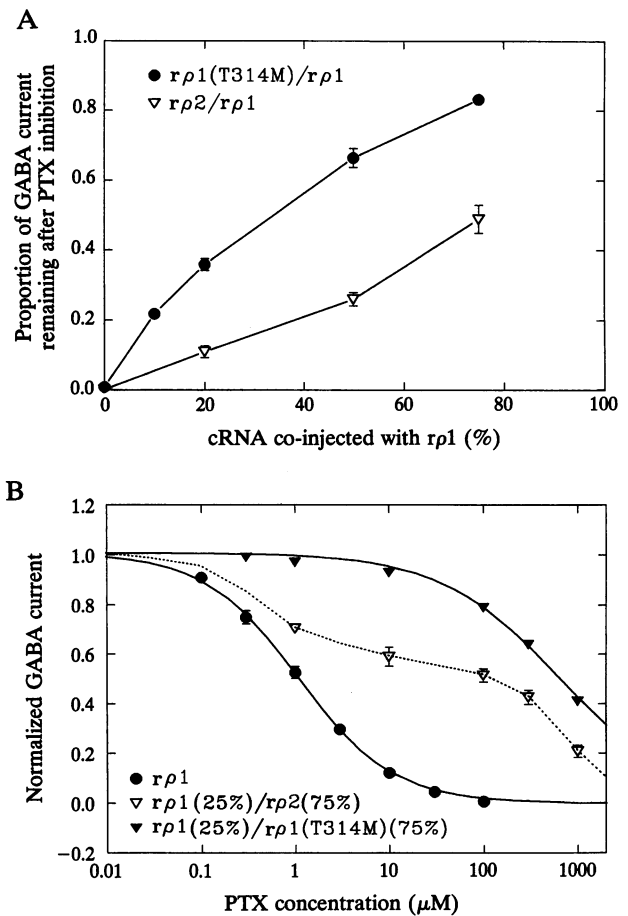 A
Proportion of GABA current
remaining after PTX inhibition
1.0
0.8
0.6
0.4
0.2
0.0
rρ1(T314M)/rρ1
rρ2/rρ1
0 20 40 60 80 100
cRNA co-injected with rρ1 (%)
B
Normalized GABA current
1.2
1.0
0.8
0.6
0.4
0.2
0.0
−0.2
rρ1
rρ1(25%)/rρ2(75%)
rρ1(25%)/rρ1(T314M)(75%)
0.01 0.1 1 10 100 1000
PTX concentration (μM)